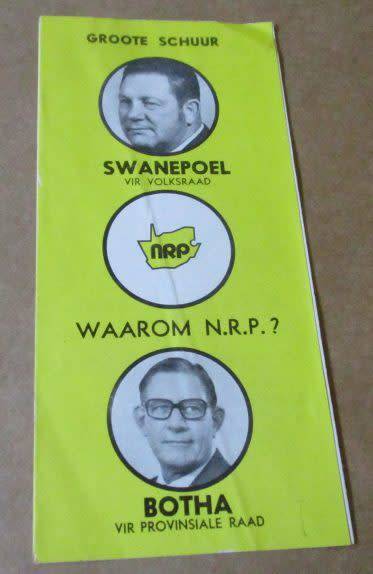 GROOTE SCHUUR
SWANEPOEL
VIR VOLKSRAAD
NRP
WAAROM N.R.P.?
BOTHA
VIR PROVINSIALE RAAD